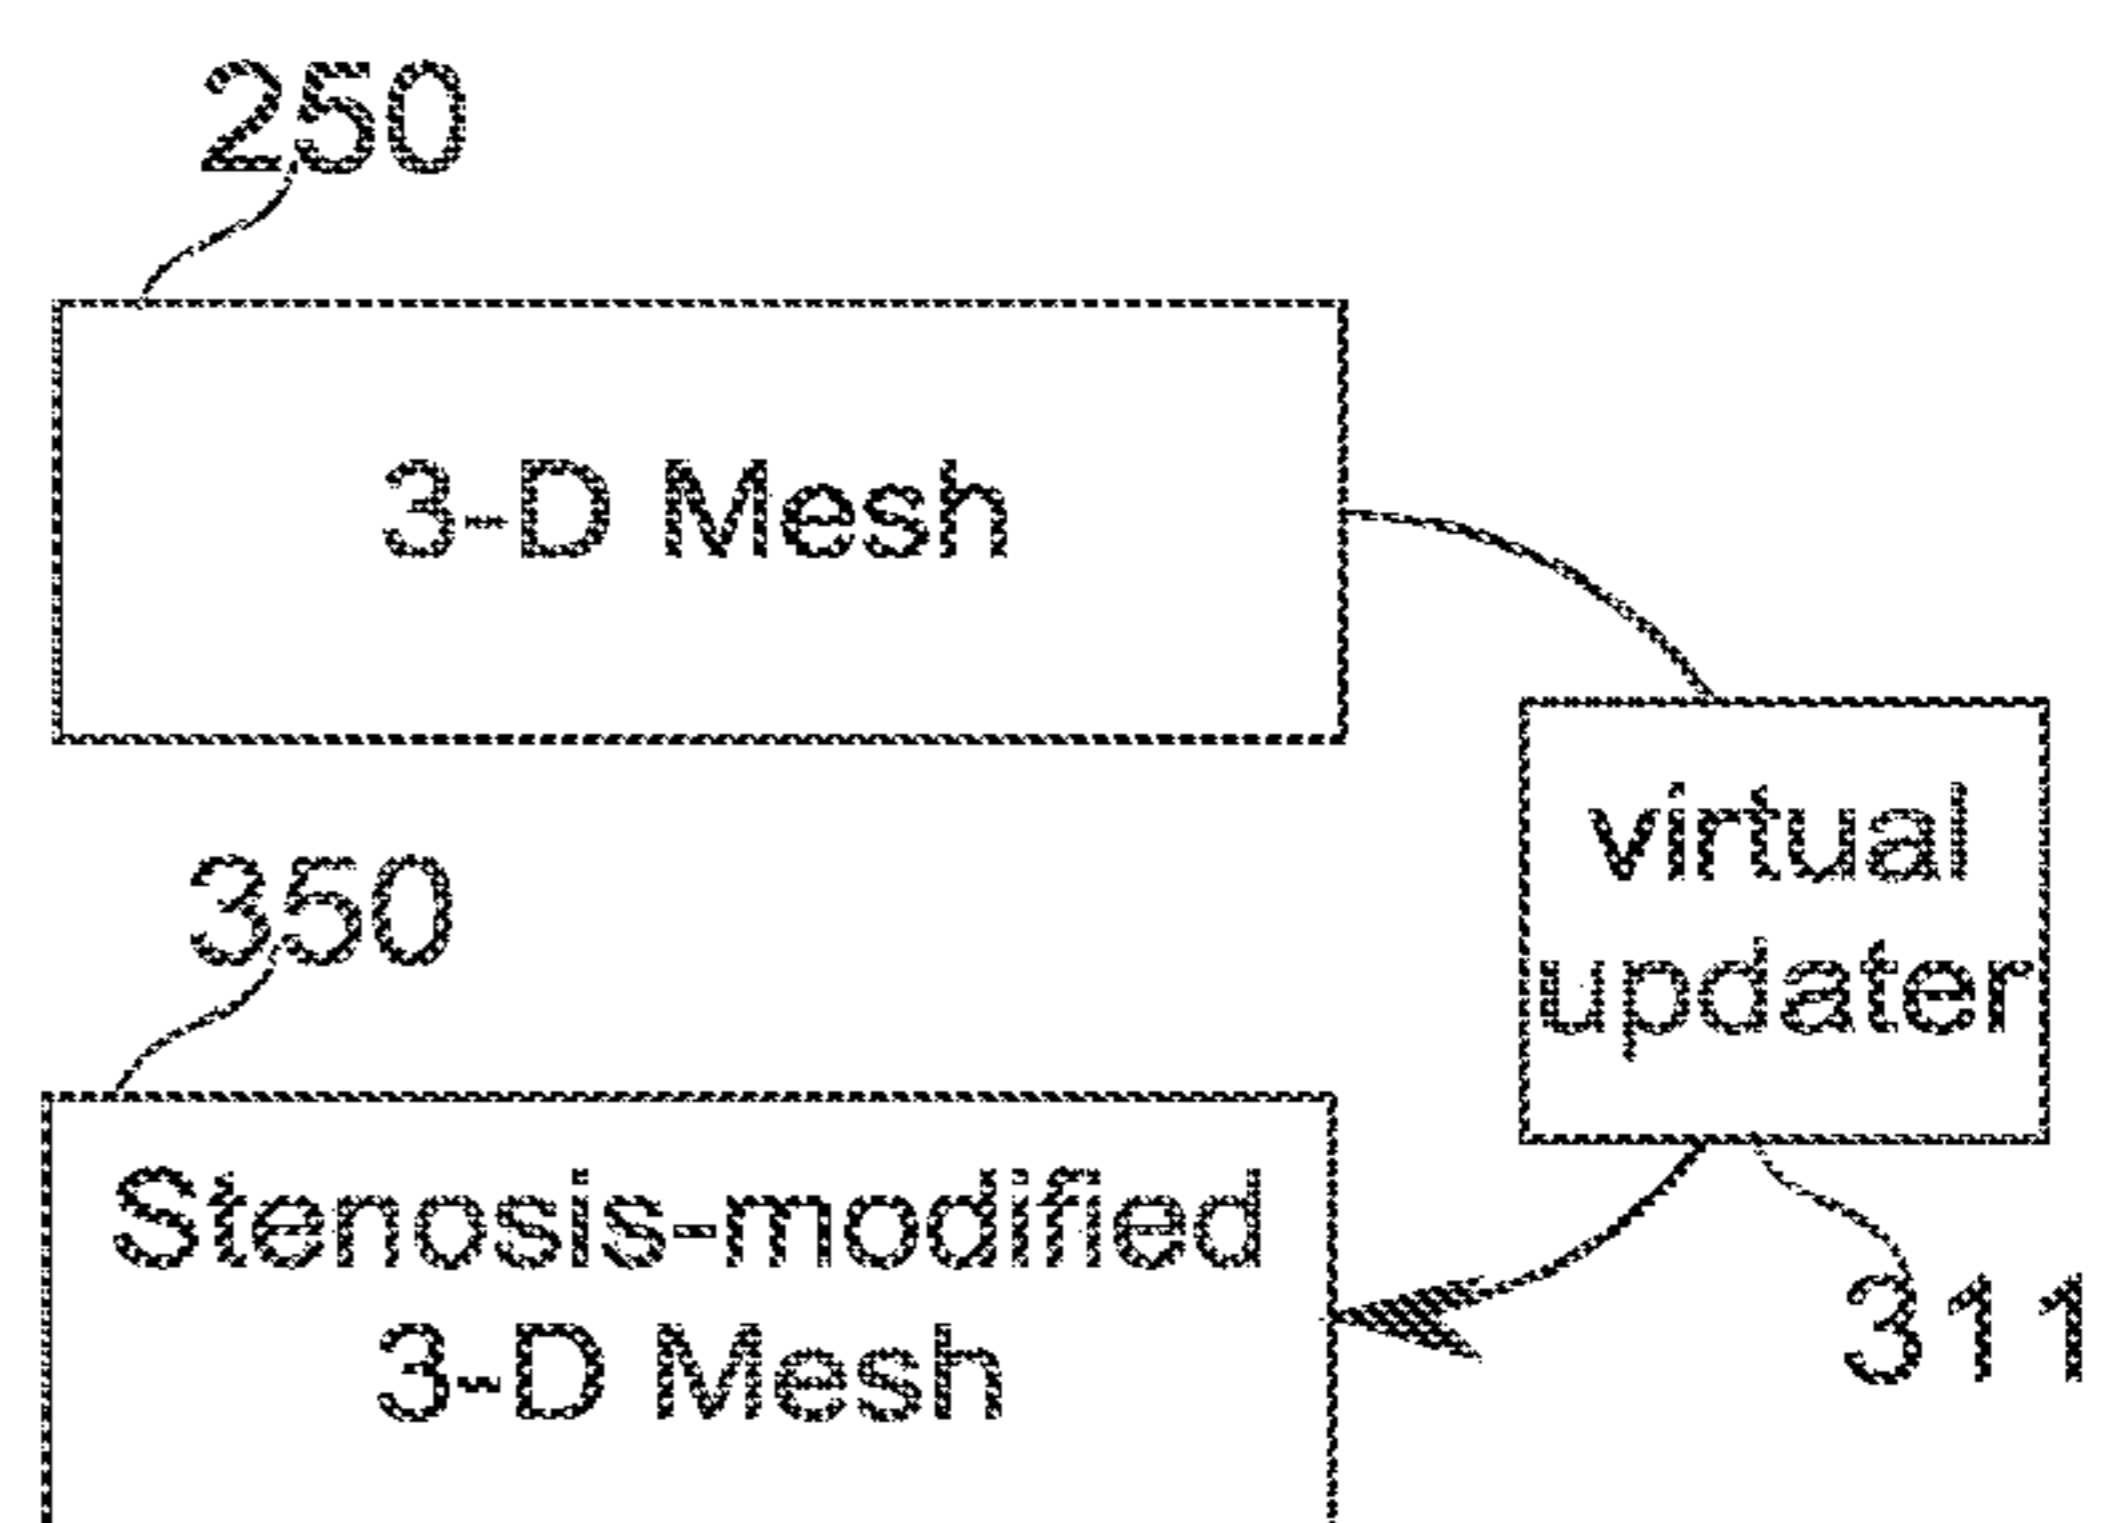 250
3-D Mesh
virtual
updater
350
Stenosis-modified
3-D Mesh
311